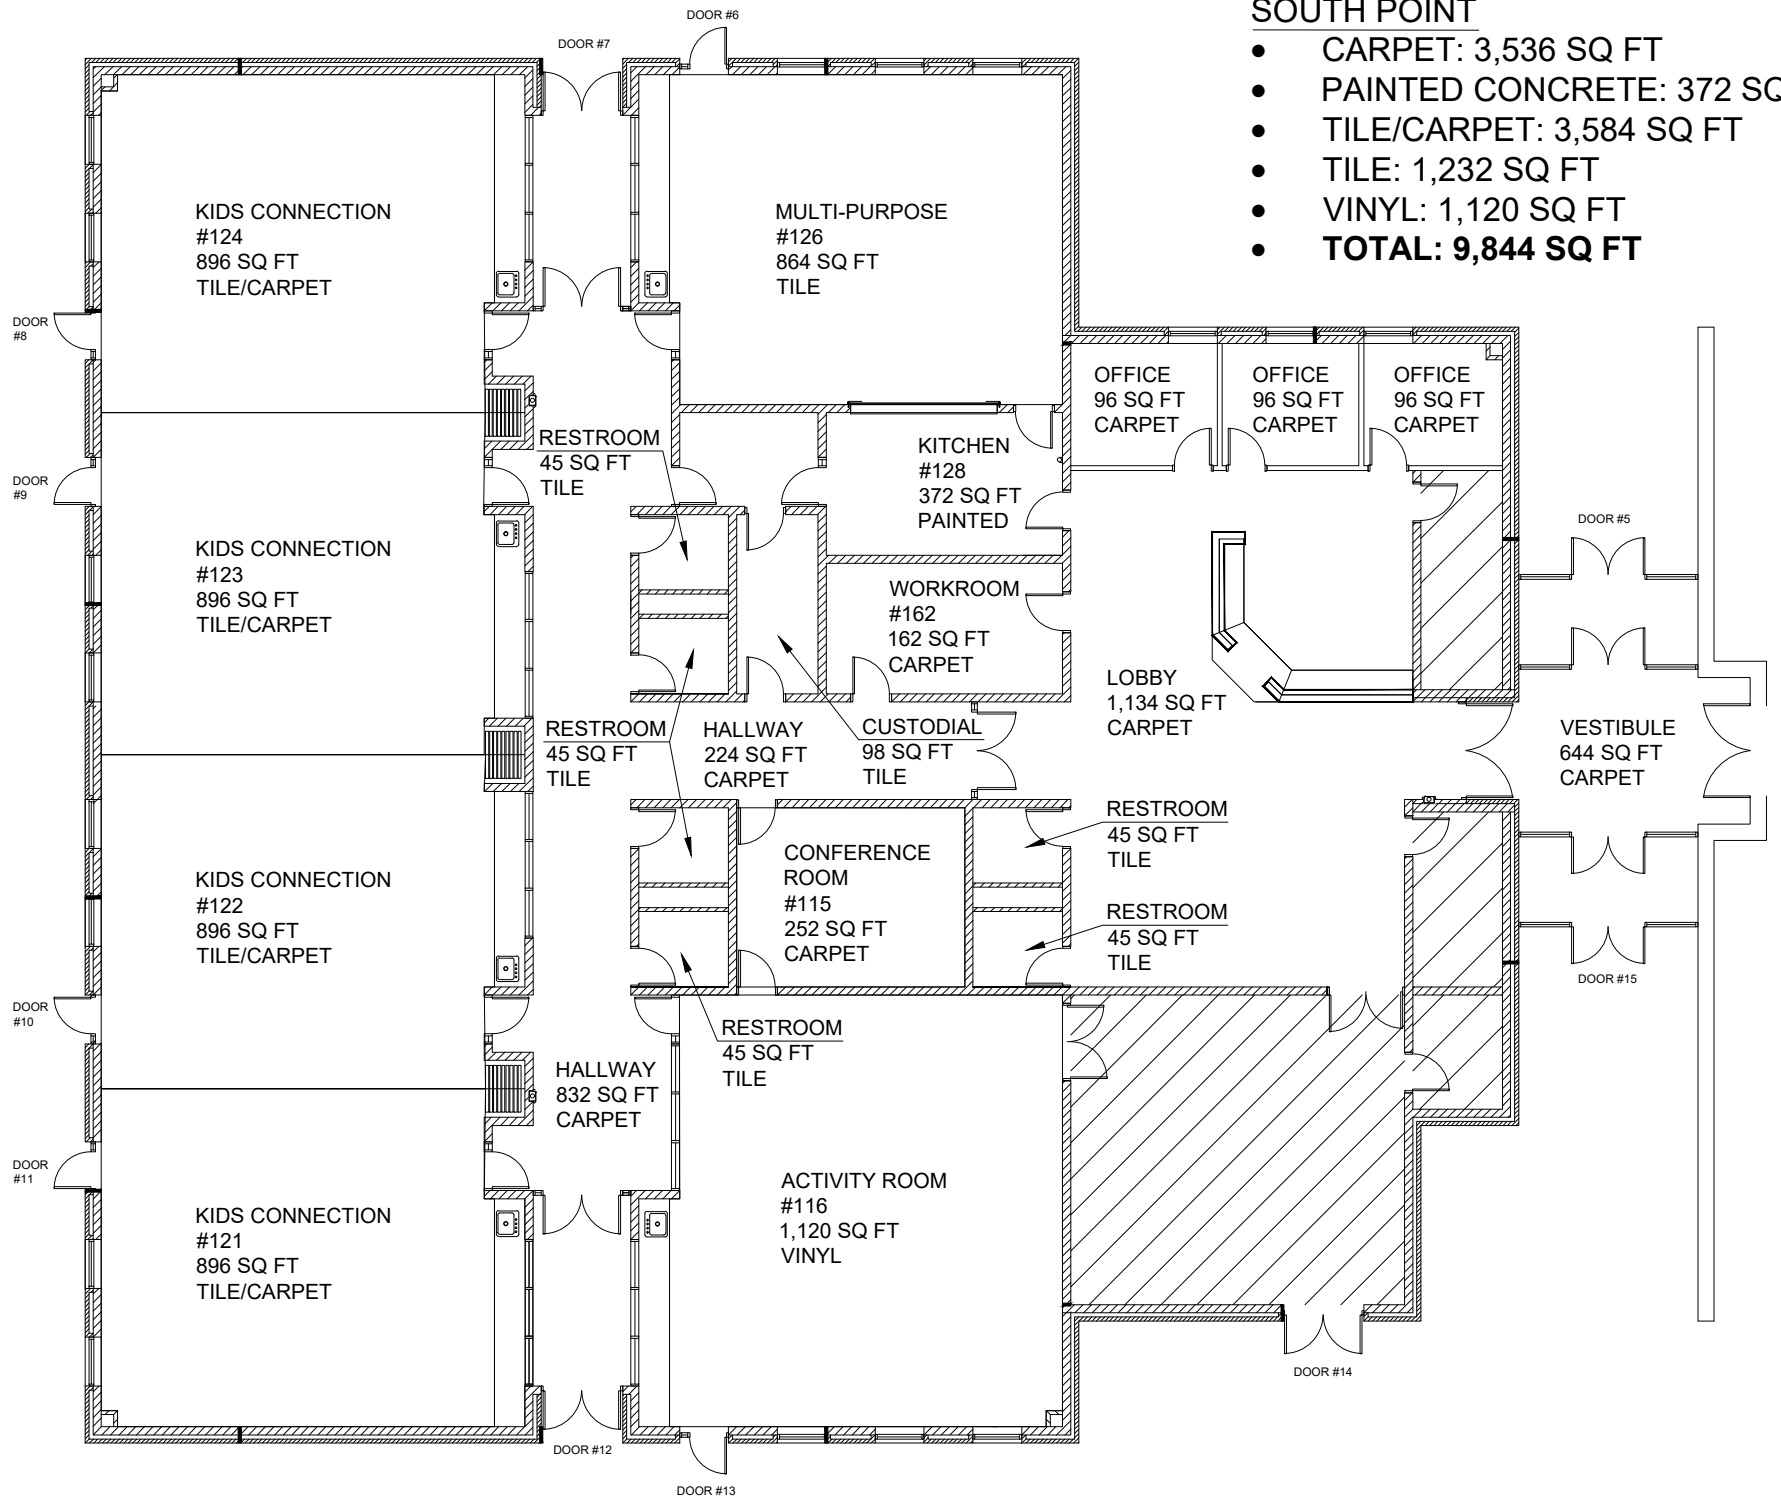 DOOR #6
DOOR #7
SOUTH POINT
• CARPET: 3,536 SQ FT
• PAINTED CONCRETE: 372 SQ
• TILE/CARPET: 3,584 SQ FT
• TILE: 1,232 SQ FT
• VINYL: 1,120 SQ FT
• TOTAL: 9,844 SQ FT
KIDS CONNECTION
#124
896 SQ FT
TILE/CARPET
MULTI-PURPOSE
#126
864 SQ FT
TILE
DOOR
#8
OFFICE
96 SQ FT
CARPET
OFFICE
96 SQ FT
CARPET
OFFICE
96 SQ FT
CARPET
RESTROOM
45 SQ FT
TILE
KITCHEN
#128
372 SQ FT
PAINTED
DOOR
#9
DOOR #5
KIDS CONNECTION
#123
896 SQ FT
TILE/CARPET
WORKROOM
#162
162 SQ FT
CARPET
LOBBY
1,134 SQ FT
CARPET
RESTROOM
45 SQ FT
TILE
HALLWAY
224 SQ FT
CARPET
CUSTODIAL
98 SQ FT
TILE
VESTIBULE
644 SQ FT
CARPET
RESTROOM
45 SQ FT
TILE
CONFERENCE
ROOM
#115
252 SQ FT
CARPET
KIDS CONNECTION
#122
896 SQ FT
TILE/CARPET
RESTROOM
45 SQ FT
TILE
DOOR #15
DOOR
#10
RESTROOM
45 SQ FT
TILE
HALLWAY
832 SQ FT
CARPET
DOOR
#11
ACTIVITY ROOM
#116
1,120 SQ FT
VINYL
KIDS CONNECTION
#121
896 SQ FT
TILE/CARPET
DOOR #14
DOOR #12
DOOR #13